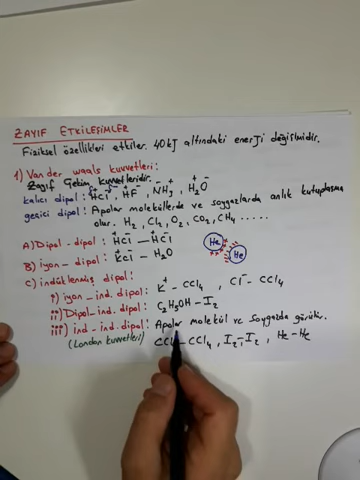 ZAYIF ETKİLEŞİMLER
Fiziksel özellikleri etkiler. 40 kJ altındaki enerji değişimidir.
1) Van der waals kuvvetleri:
Zayıf Çekim kuvvetleridir.
kalıcı dipol: HCl, HF, NH3, H2O
geçici dipol: Apolar moleküllerde ve soygazlarda anlık kutuplaşma
olur. H2, Cl2, O2, CO2, CH4 .....
A) Dipol - dipol: HCl — HCl
B) iyon - dipol: KCl — H2O
He
He
C) indüklenmiş dipol:
i) iyon - ind. dipol: K+ — CCl4, Cl- — CCl4
ii) Dipol-ind. dipol: C2H5OH — I2
iii) ind - ind. dipol: Apolar molekül ve soygazda görülür.
(London kuvvetleri) CCl4 — CCl4, I2 — I2, He — He